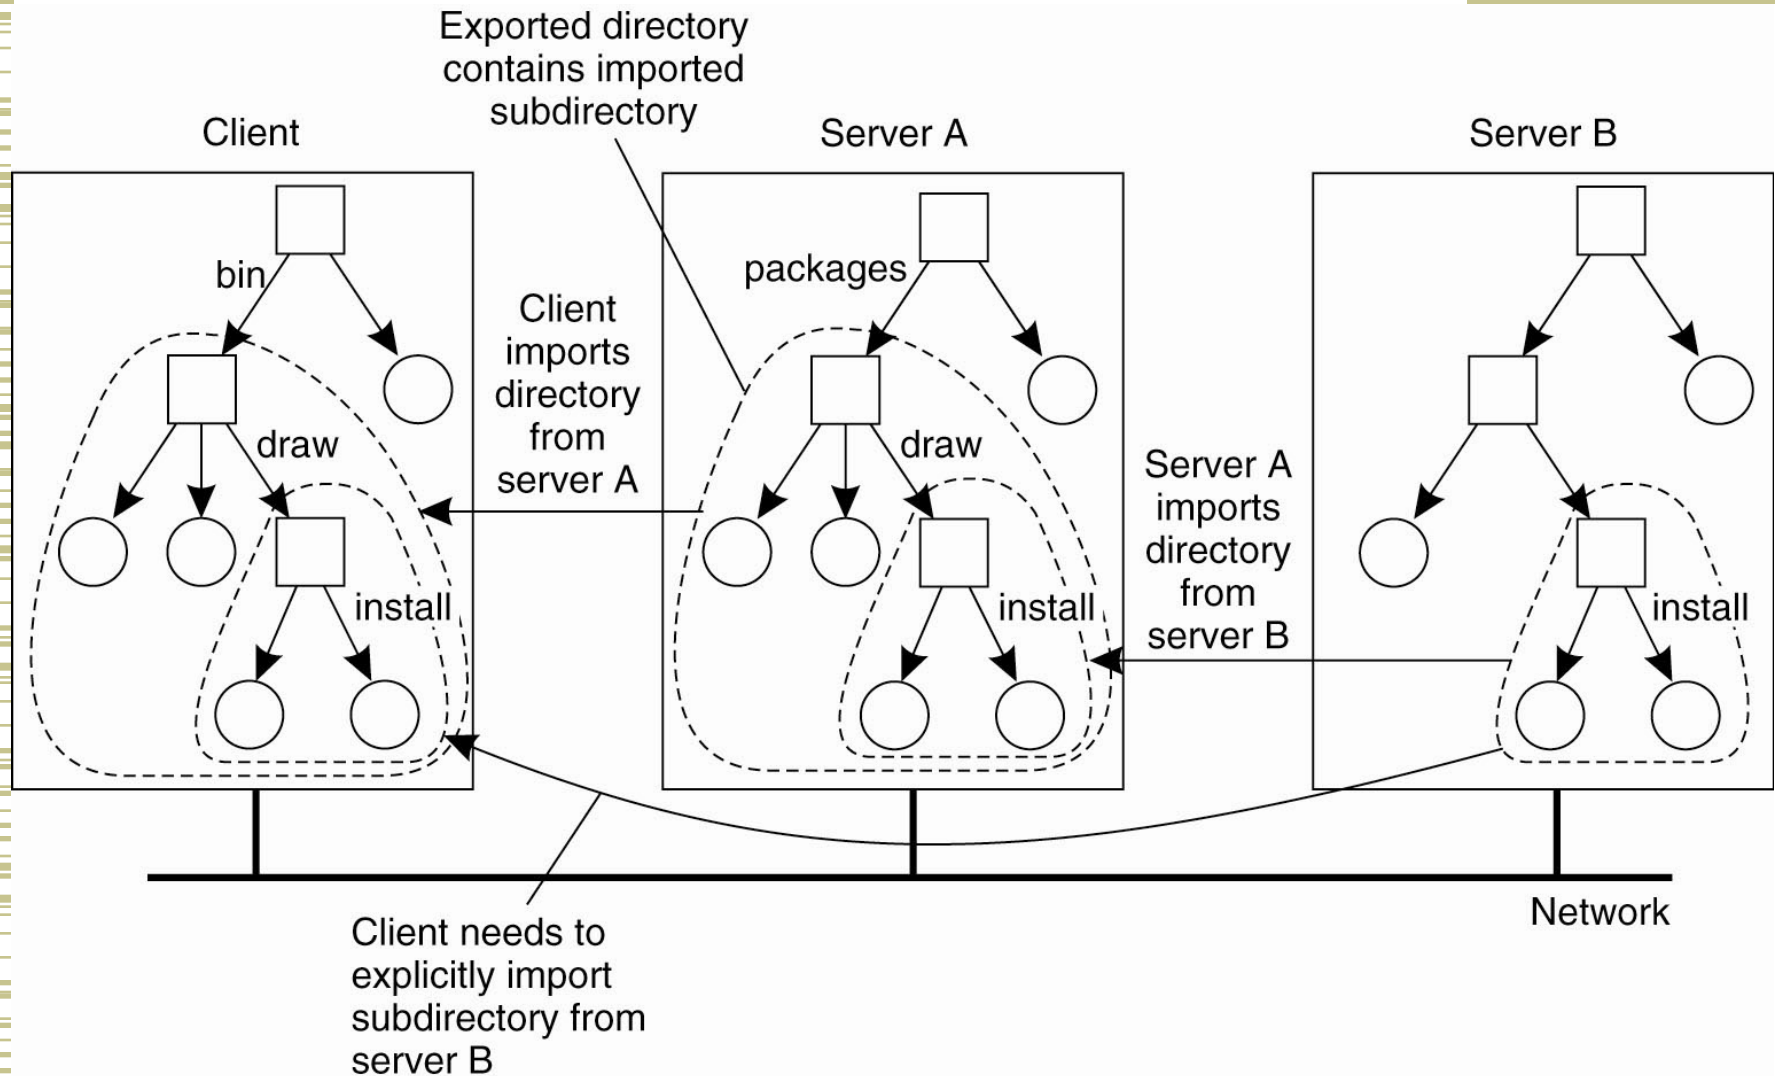 Exported directory
contains imported
subdirectory
Client
Server A
Server B
bin
packages
Client
imports
directory
from
server A
draw
draw
Server A
imports
directory
from
server B
install
install
install
Network
Client needs to
explicitly import
subdirectory from
server B